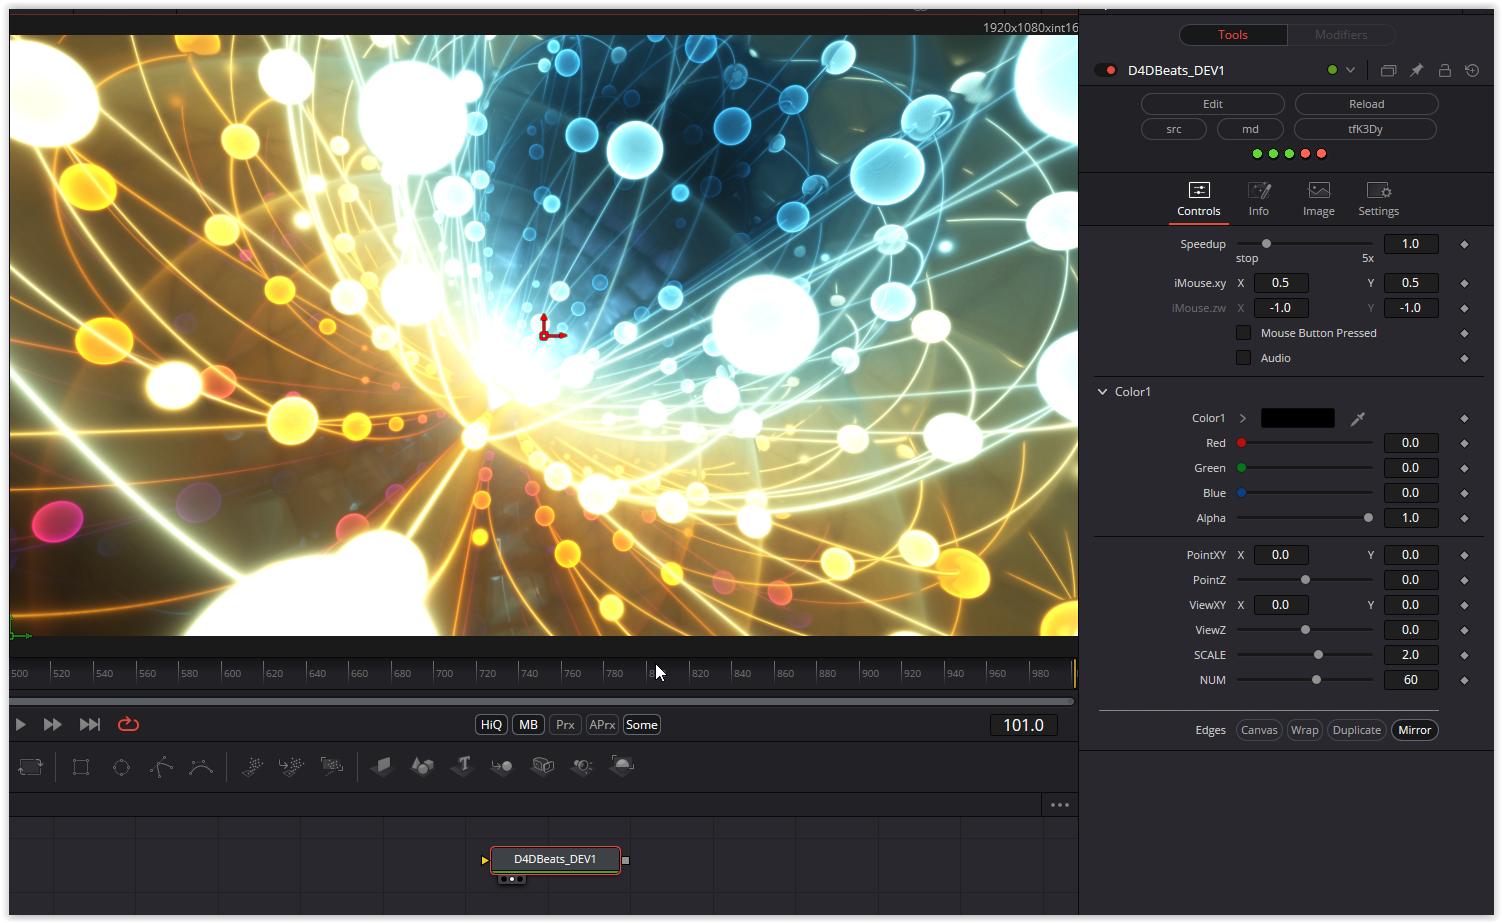 1920x1080xint16
Tools
Modifiers
D4DBeats_DEV1
Edit
Reload
src
md
tfK3Dy
Controls
Info
Image
Settings
Speedup
1.0
stop
5x
iMouse.xy X 0.5 Y 0.5
iMouse.zw X -1.0 Y -1.0
Mouse Button Pressed
Audio
Color1
Color1
Red 0.0
Green 0.0
Blue 0.0
Alpha 1.0
PointXY X 0.0 Y 0.0
PointZ 0.0
ViewXY X 0.0 Y 0.0
ViewZ 0.0
SCALE 2.0
NUM 60
Edges Canvas Wrap Duplicate Mirror
500 520 540 560 580 600 620 640 660 680 700 720 740 760 780 820 840 860 880 900 920 940 960 980
HiQ MB Prx APrx Some
101.0
D4DBeats_DEV1